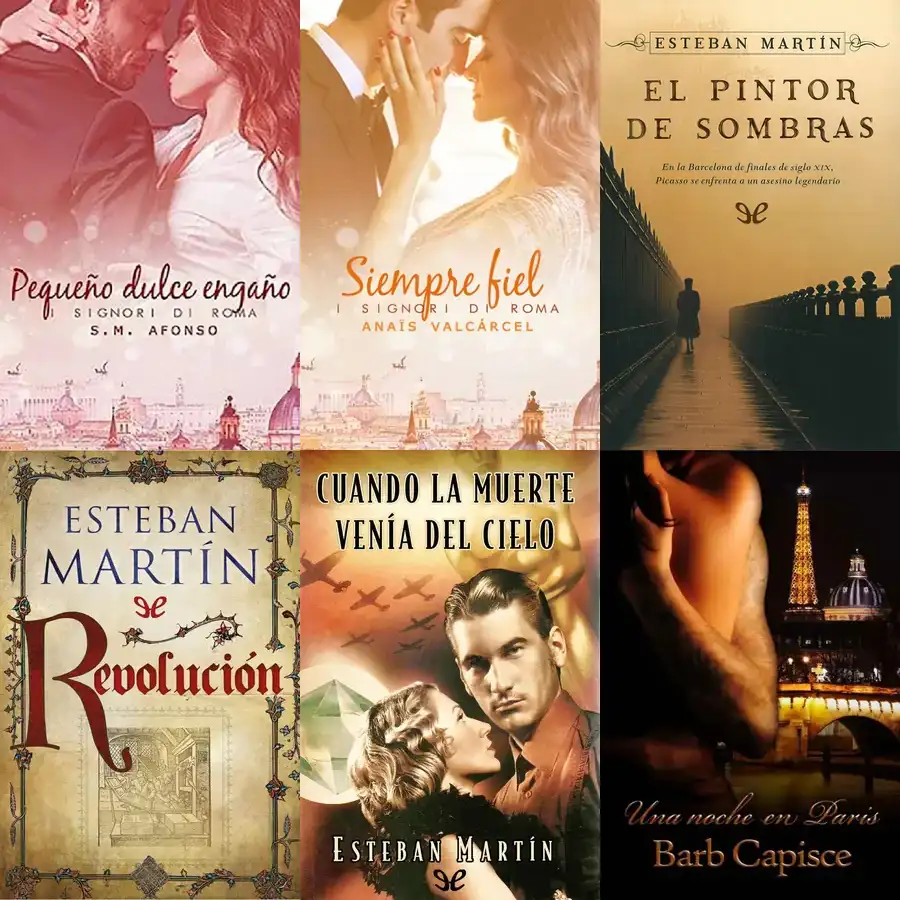 Pequeño dulce engaño
I SIGNORI DI ROMA
S.M. AFONSO
Siempre fiel
I SIGNORI DI ROMA
ANAÏS VALCÁRCEL
ESTEBAN MARTÍN
EL PINTOR
DE SOMBRAS
En la Barcelona de finales de siglo XIX,
Picasso se enfrenta a un asesino legendario
ESTEBAN
MARTÍN
Revolución
CUANDO LA MUERTE
VENÍA DEL CIELO
ESTEBAN MARTÍN
Una noche en Paris
Barb Capisce